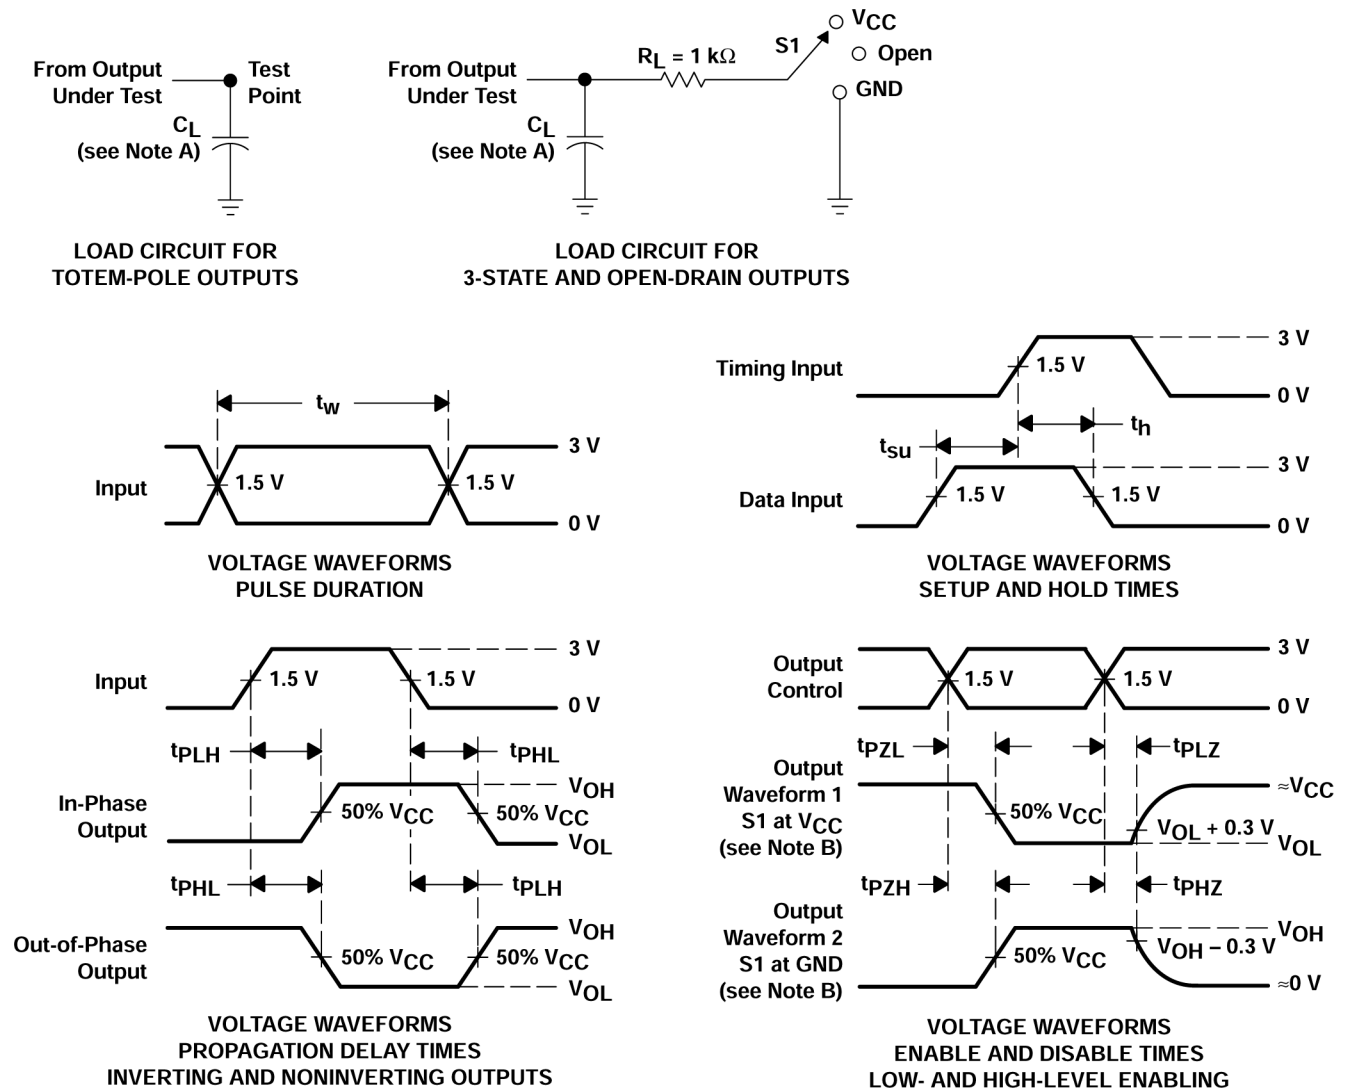 From Output
Under Test
Test
Point
CL
(see Note A)
LOAD CIRCUIT FOR
TOTEM-POLE OUTPUTS
From Output
Under Test
RL = 1 kΩ
S1
VCC
Open
GND
CL
(see Note A)
LOAD CIRCUIT FOR
3-STATE AND OPEN-DRAIN OUTPUTS
tw
Input
1.5 V
1.5 V
3 V
0 V
VOLTAGE WAVEFORMS
PULSE DURATION
Timing Input
1.5 V
3 V
0 V
th
tsu
Data Input
1.5 V
1.5 V
3 V
0 V
VOLTAGE WAVEFORMS
SETUP AND HOLD TIMES
Input
1.5 V
1.5 V
3 V
0 V
tPLH
tPHL
In-Phase
Output
50% VCC
50% VCC
VOH
VOL
tPHL
tPLH
Out-of-Phase
Output
50% VCC
50% VCC
VOH
VOL
VOLTAGE WAVEFORMS
PROPAGATION DELAY TIMES
INVERTING AND NONINVERTING OUTPUTS
Output
Control
1.5 V
1.5 V
3 V
0 V
tPZL
tPLZ
Output
Waveform 1
S1 at VCC
(see Note B)
50% VCC
≈VCC
VOL + 0.3 V
VOL
tPZH
tPHZ
Output
Waveform 2
S1 at GND
(see Note B)
50% VCC
VOH
VOH – 0.3 V
≈0 V
VOLTAGE WAVEFORMS
ENABLE AND DISABLE TIMES
LOW- AND HIGH-LEVEL ENABLING